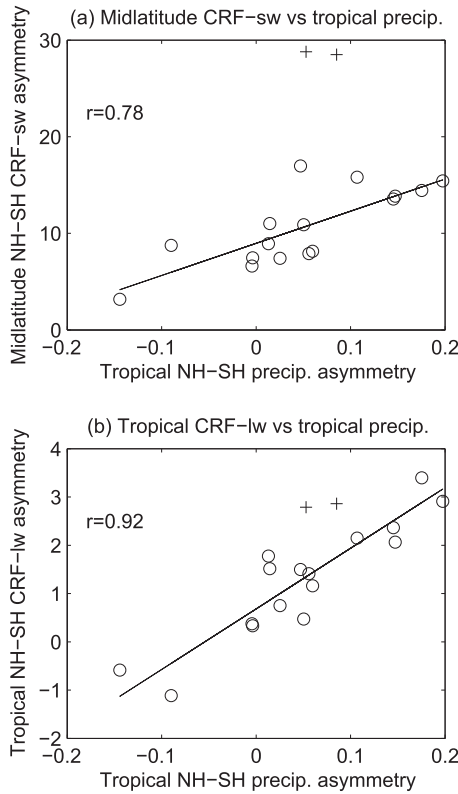 (a) Midlatitude CRF−sw vs tropical precip.
Midlatitude NH−SH CRF−sw asymmetry
30
20
10
0
r=0.78
−0.2
−0.1
0
0.1
0.2
Tropical NH−SH precip. asymmetry
(b) Tropical CRF−lw vs tropical precip.
Tropical NH−SH CRF−lw asymmetry
4
3
2
1
0
−1
−2
r=0.92
−0.2
−0.1
0
0.1
0.2
Tropical NH−SH precip. asymmetry